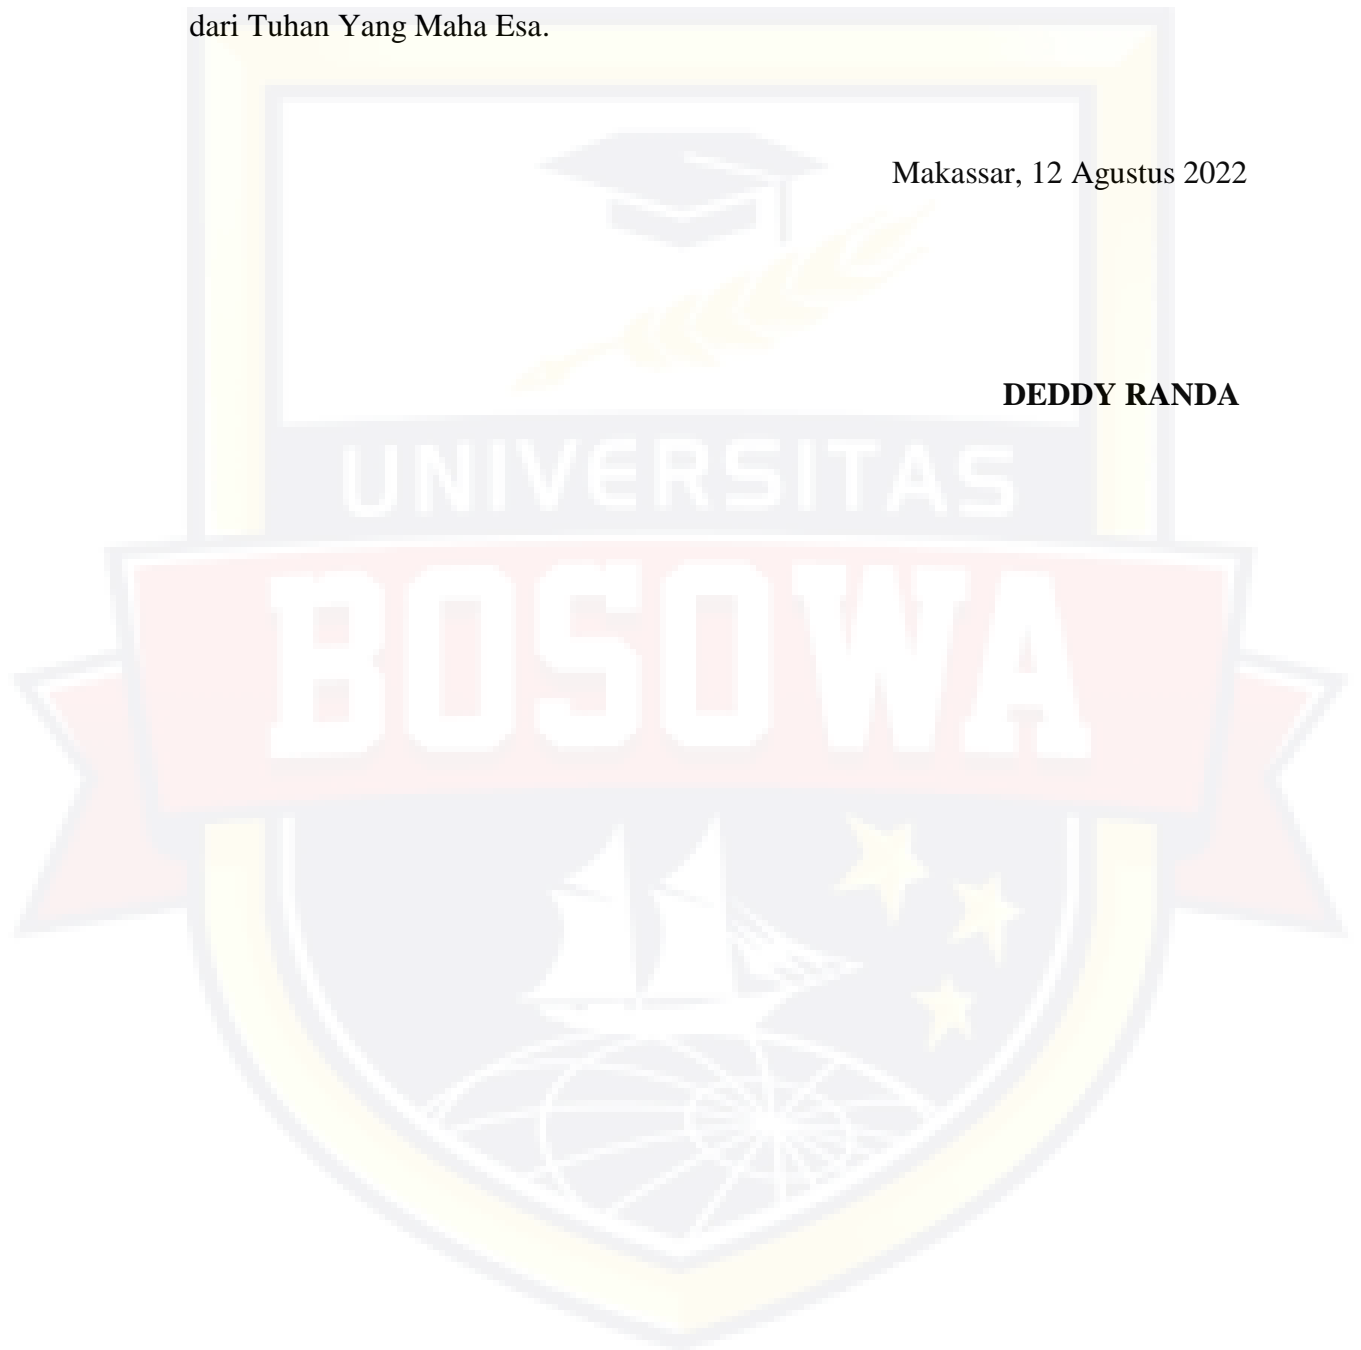 dari Tuhan Yang Maha Esa.
Makassar, 12 Agustus 2022
DEDDY RANDA
UNIVERSITAS
BOSOWA